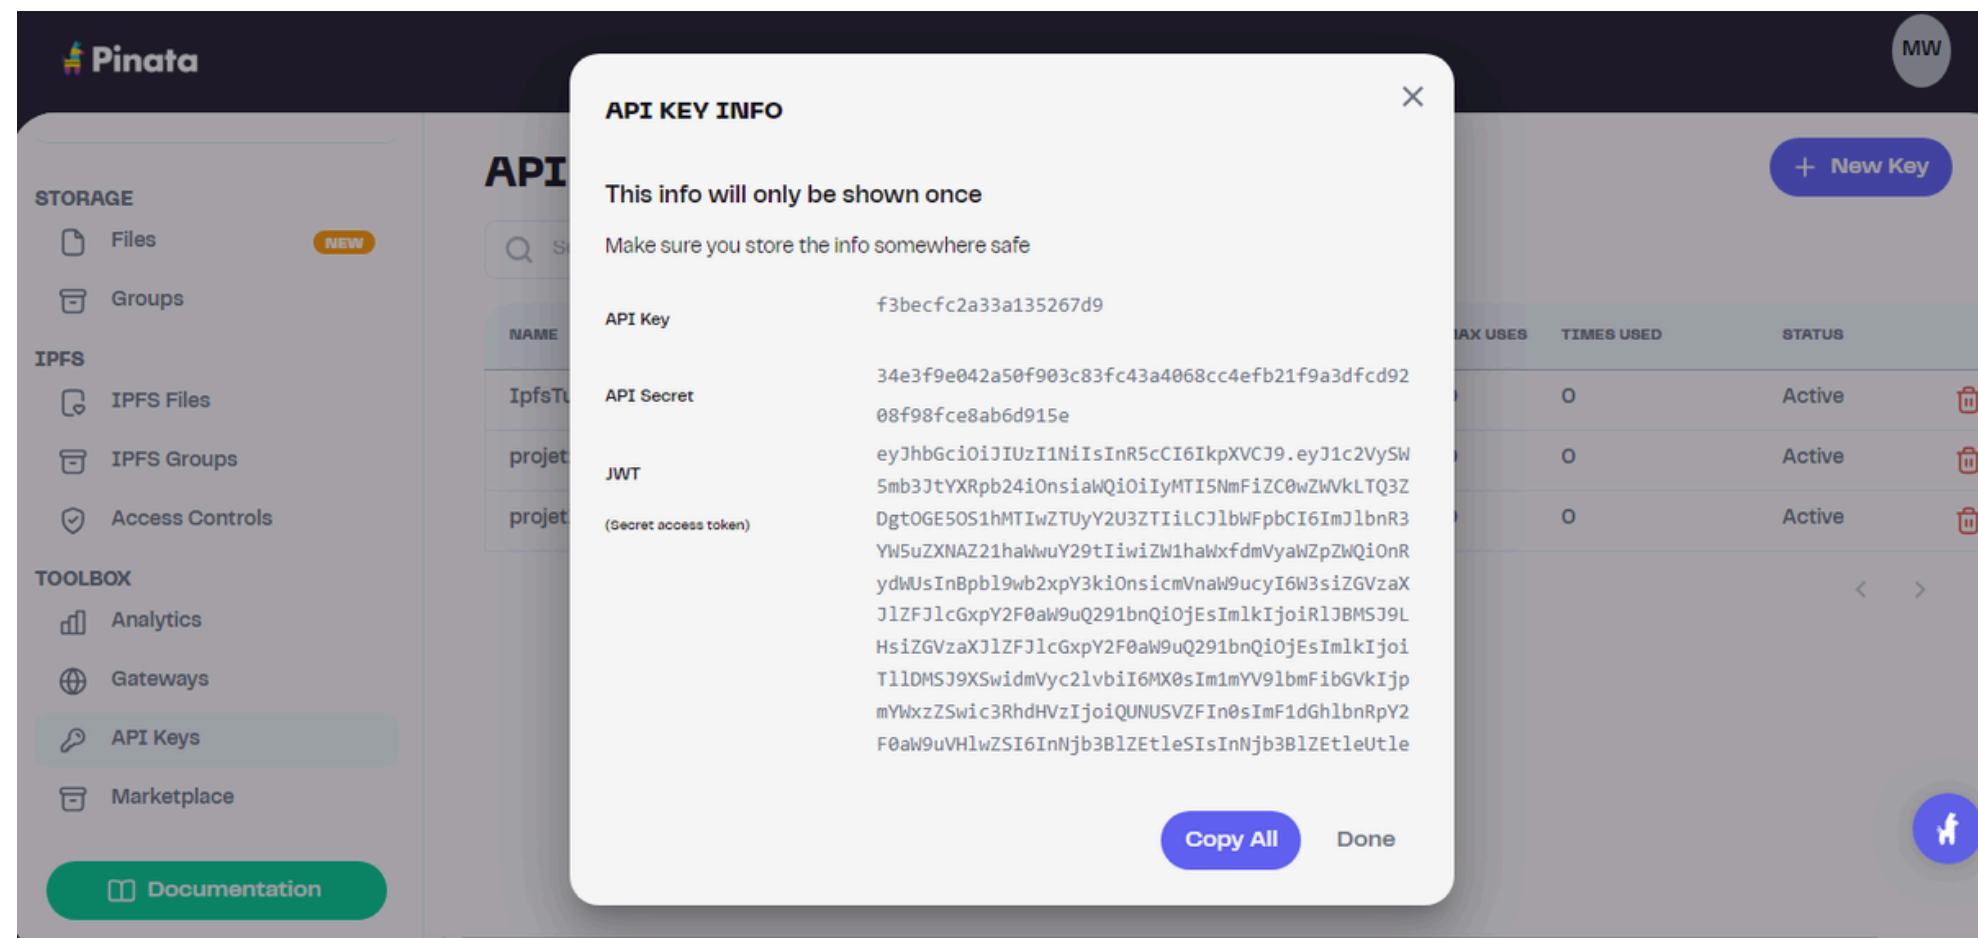 Pinata
MW
API KEY INFO
API
+ New Key
This info will only be shown once
Make sure you store the info somewhere safe
STORAGE
Files
NEW
Groups
IPFS
IPFS Files
IPFS Groups
Access Controls
TOOLBOX
Analytics
Gateways
API Keys
Marketplace
Documentation
NAME
TIMES USED
STATUS
0
Active
projet
0
Active
projet
0
Active
API Key
f3becfc2a33a135267d9
API Secret
34e3f9e042a50f903c83fc43a4068cc4efb21f9a3dfcd92
08f98fce8ab6d915e
JWT
(Secret access token)
eyJhbGciOiJIUzI1NiIsInR5cCI6IkpXVCJ9.eyJ1c2VySW
5mb3JtYXRpb24iOnsiaWQiOiIyMTI5NmFiZC0wZWVkLTQ3Z
DgtOGE5OS1hMTIwZTUyY2U3ZTIiLCJlbWFpbCI6ImJlbnR3
YW5uZXNAZ21haWwuY29tIiwiZW1haWxfdmVyaWZpZWQiOnR
ydWUsInBpbl9wb2xpY3kiOnsicmVnaW9ucyI6W3siZGVzaX
JlZFJlcGxpY2F0aW9uQ291bnQiOjEsImlkIjoiRlJBMSJ9L
HsiZGVzaXJlZFJlcGxpY2F0aW9uQ291bnQiOjEsImlkIjoi
TllDMSJ9XSwidmVyc2lvbiI6MX0sIm1mYV9lbmFibGVkIjp
mYWxzZSwic3RhdHVzIjoiQUNUSVZFIn0sImF1dGhlbnRpY2
F0aW9uVHlwZSI6InNjb3BlZEtleSIsInNjb3BlZEtleUtle
Copy All
Done